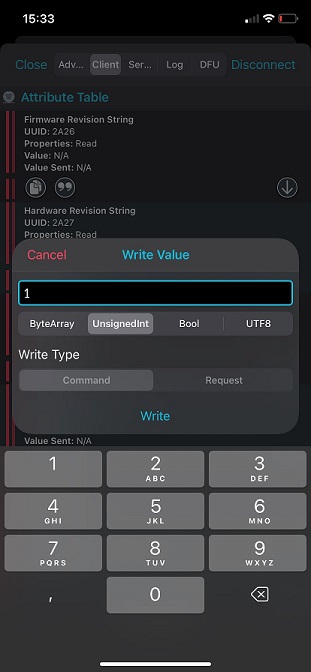 15:33
Close Adv... Client Ser... Log DFU Disconnect
Attribute Table
Firmware Revision String
UUID: 2A26
Properties: Read
Value: N/A
Value Sent: N/A
Hardware Revision String
UUID: 2A27
Properties: Read
Cancel Write Value
1
ByteArray UnsignedInt Bool UTF8
Write Type
Command Request
Write
Value Sent: N/A
1 2 3
ABC DEF
4 5 6
GHI JKL MNO
7 8 9
PQRS TUV WXYZ
, 0